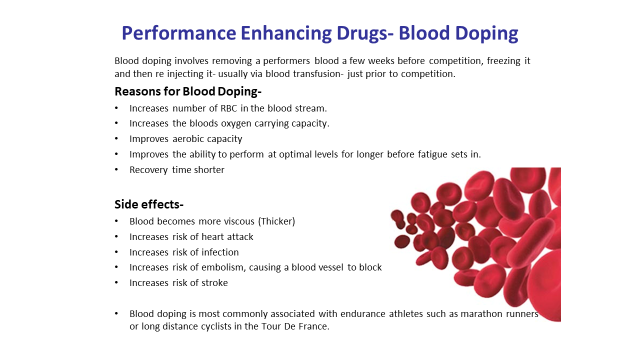 Performance Enhancing Drugs- Blood Doping
Blood doping involves removing a performers blood a few weeks before competition, freezing it
and then re injecting it- usually via blood transfusion- just prior to competition.
Reasons for Blood Doping-
• Increases number of RBC in the blood stream.
• Increases the bloods oxygen carrying capacity.
• Improves aerobic capacity
• Improves the ability to perform at optimal levels for longer before fatigue sets in.
• Recovery time shorter
Side effects-
• Blood becomes more viscous (Thicker)
• Increases risk of heart attack
• Increases risk of infection
• Increases risk of embolism, causing a blood vessel to block
• Increases risk of stroke
• Blood doping is most commonly associated with endurance athletes such as marathon runners
or long distance cyclists in the Tour De France.